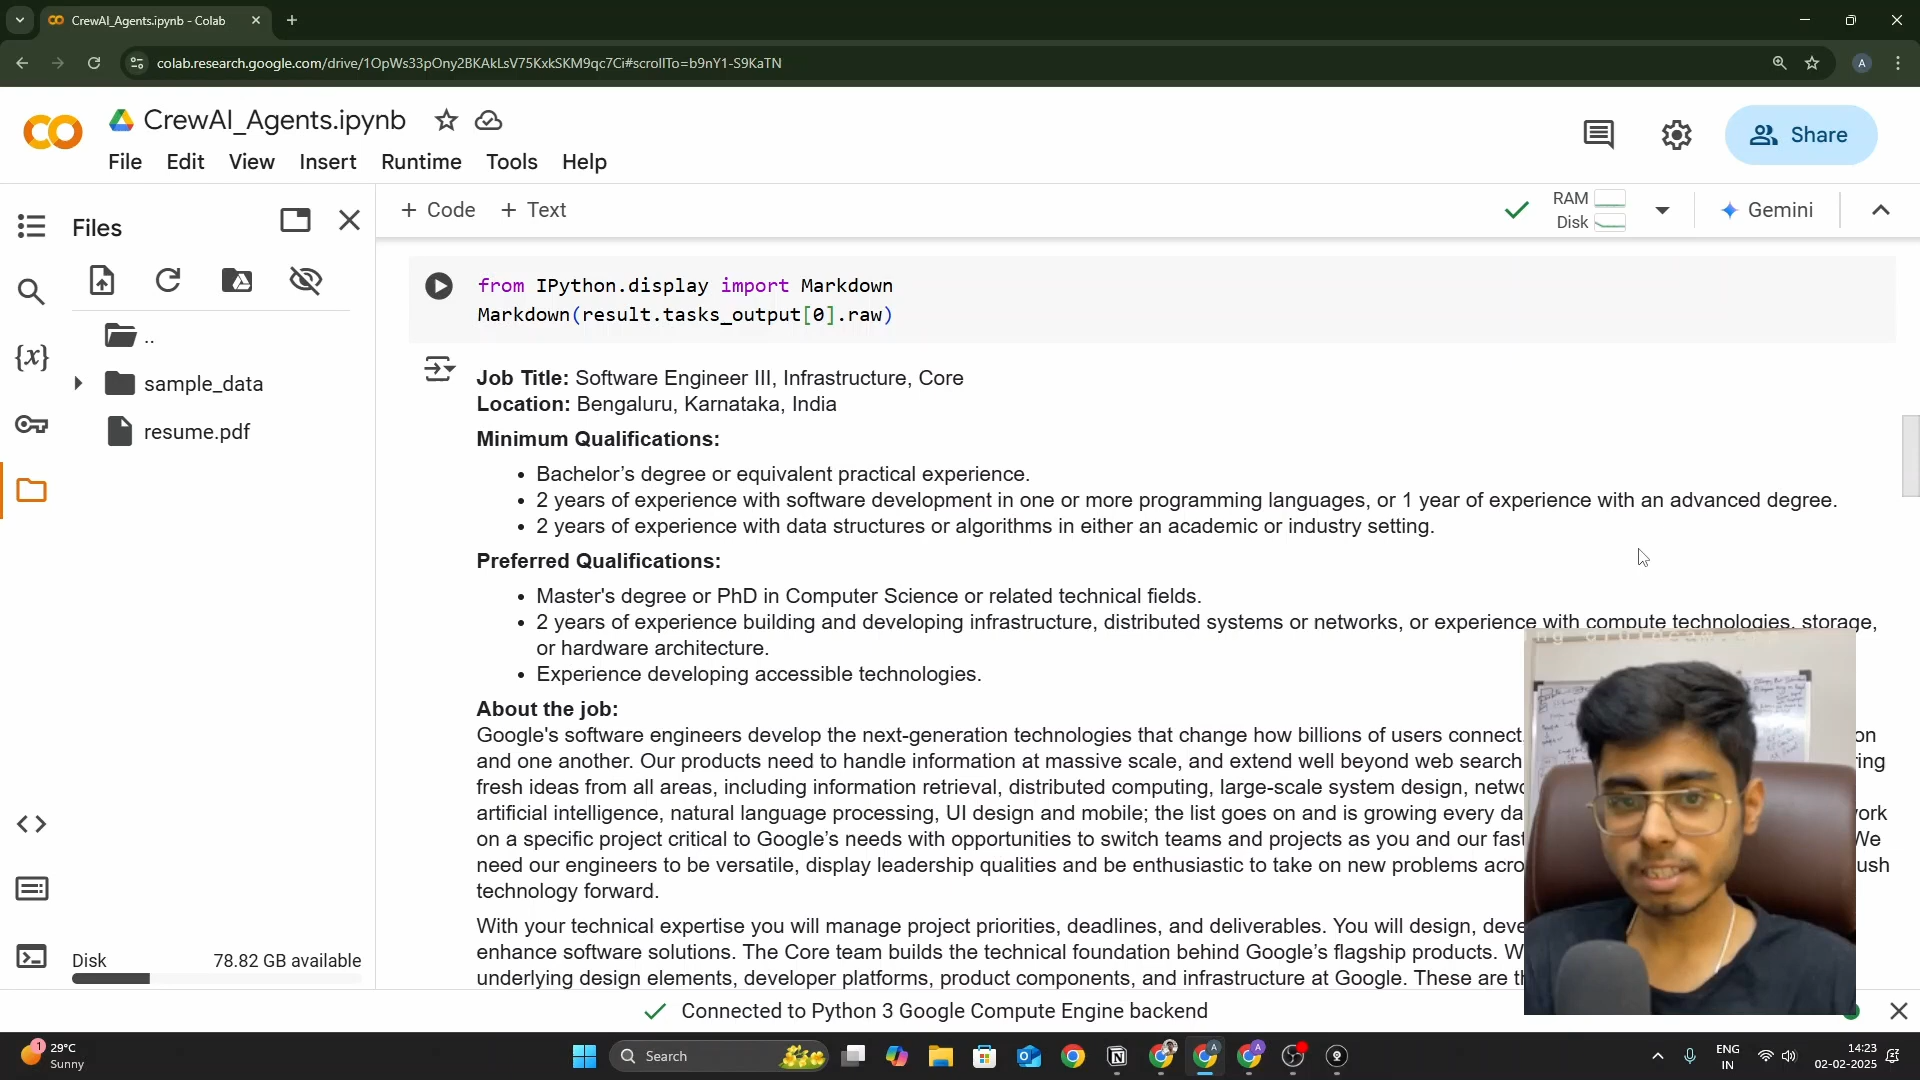 CrewAI_Agents.ipynb - Colab
colab.research.google.com/drive/1OpWs33pOny2BKAkLsV75KxkSKM9qc7Ci#scrollTo=b9nY1-S9KaTN
A
CrewAI_Agents.ipynb
File Edit View Insert Runtime Tools Help
Share
Files
+ Code + Text
RAM
Disk
Gemini
..
sample_data
resume.pdf
{x}
from IPython.display import Markdown
Markdown(result.tasks_output[0].raw)
Job Title: Software Engineer III, Infrastructure, Core
Location: Bengaluru, Karnataka, India
Minimum Qualifications:
• Bachelor’s degree or equivalent practical experience.
• 2 years of experience with software development in one or more programming languages, or 1 year of experience with an advanced degree.
• 2 years of experience with data structures or algorithms in either an academic or industry setting.
Preferred Qualifications:
• Master's degree or PhD in Computer Science or related technical fields.
• 2 years of experience building and developing infrastructure, distributed systems or networks, or experience with compute technologies, storage,
or hardware architecture.
• Experience developing accessible technologies.
About the job:
Google's software engineers develop the next-generation technologies that change how billions of users connect, on
and one another. Our products need to handle information at massive scale, and extend well beyond web search ring
fresh ideas from all areas, including information retrieval, distributed computing, large-scale system design, netwo
artificial intelligence, natural language processing, UI design and mobile; the list goes on and is growing every da ork
on a specific project critical to Google’s needs with opportunities to switch teams and projects as you and our fast We
need our engineers to be versatile, display leadership qualities and be enthusiastic to take on new problems acro ush
technology forward.
With your technical expertise you will manage project priorities, deadlines, and deliverables. You will design, deve
enhance software solutions. The Core team builds the technical foundation behind Google’s flagship products. W
underlying design elements, developer platforms, product components, and infrastructure at Google. These are th
Disk 78.82 GB available
Connected to Python 3 Google Compute Engine backend
1
29°C
Sunny
Search
ENG
IN
14:23
02-02-2025